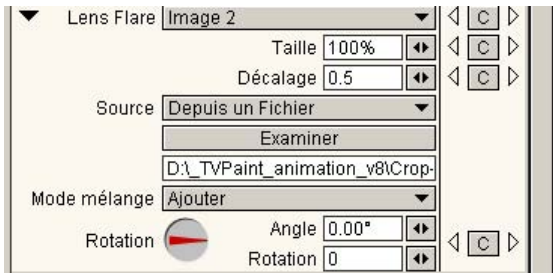 Lens Flare Image 2 C
Taille 100% C
Décalage 0.5 C
Source Depuis un Fichier
Examiner
D:\_TVPaint_animation_v8\Crop-
Mode mélange Ajouter
Rotation Angle 0.00° C
Rotation 0